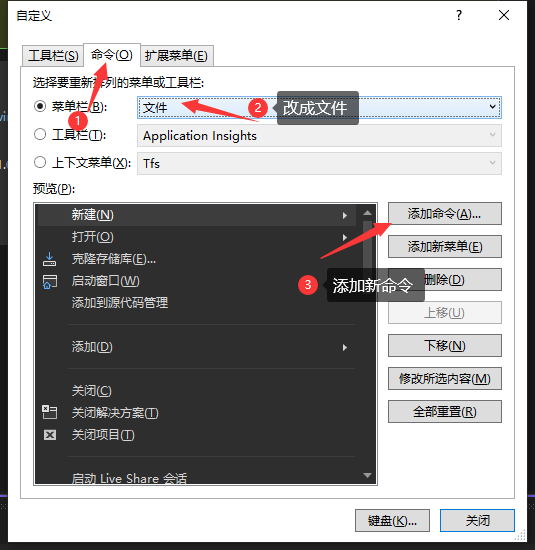 自定义
工具栏(S) 命令(O) 扩展菜单(E)
选择要重新排列的菜单或工具栏:
菜单栏(B): 文件 2 改成文件
1
工具栏(T): Application Insights
上下文菜单(X): Tfs
预览(P):
新建(N) 添加命令(A)...
打开(O) 添加新菜单(E)
克隆存储库(E)...
启动窗口(W) 3 添加新命令 删除(D)
添加到源代码管理 上移(U)
添加(D) 下移(N)
关闭(C) 修改所选内容(M)
关闭解决方案(T) 全部重置(R)
关闭项目(T)
启动 Live Share 会话
键盘(K)... 关闭